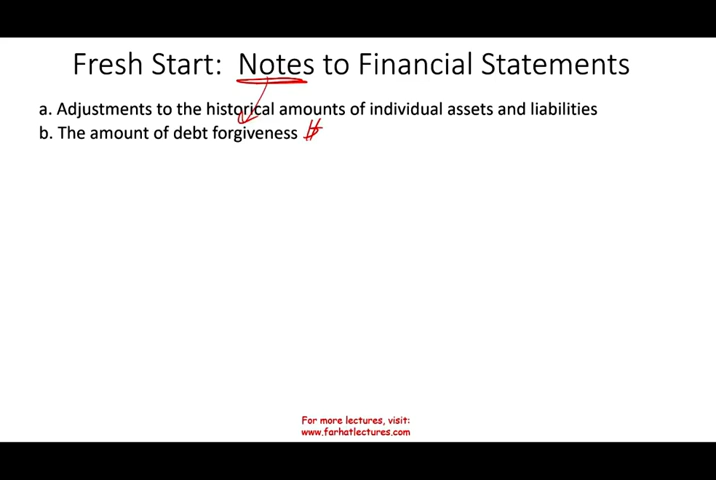 Fresh Start: Notes to Financial Statements
a. Adjustments to the historical amounts of individual assets and liabilities
b. The amount of debt forgiveness
For more lectures, visit:
www.farhatlectures.com